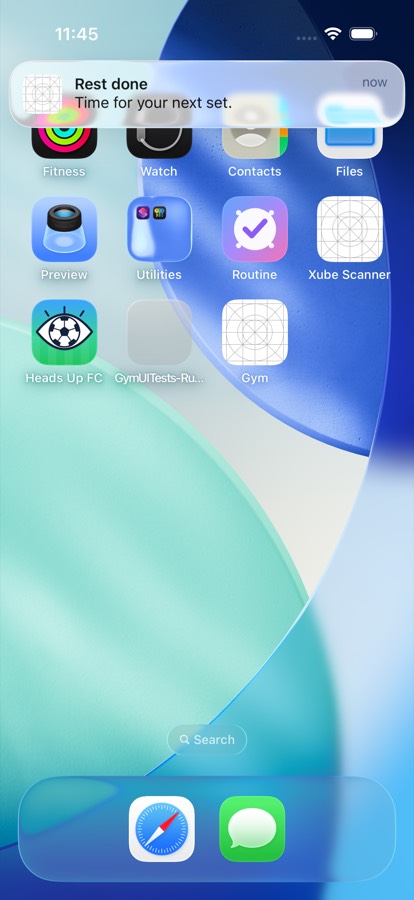 11:45
Rest done
now
Time for your next set.
Fitness
Watch
Contacts
Files
Preview
Utilities
Routine
Xube Scanner
Heads Up FC
GymUITests-Ru...
Gym
Search